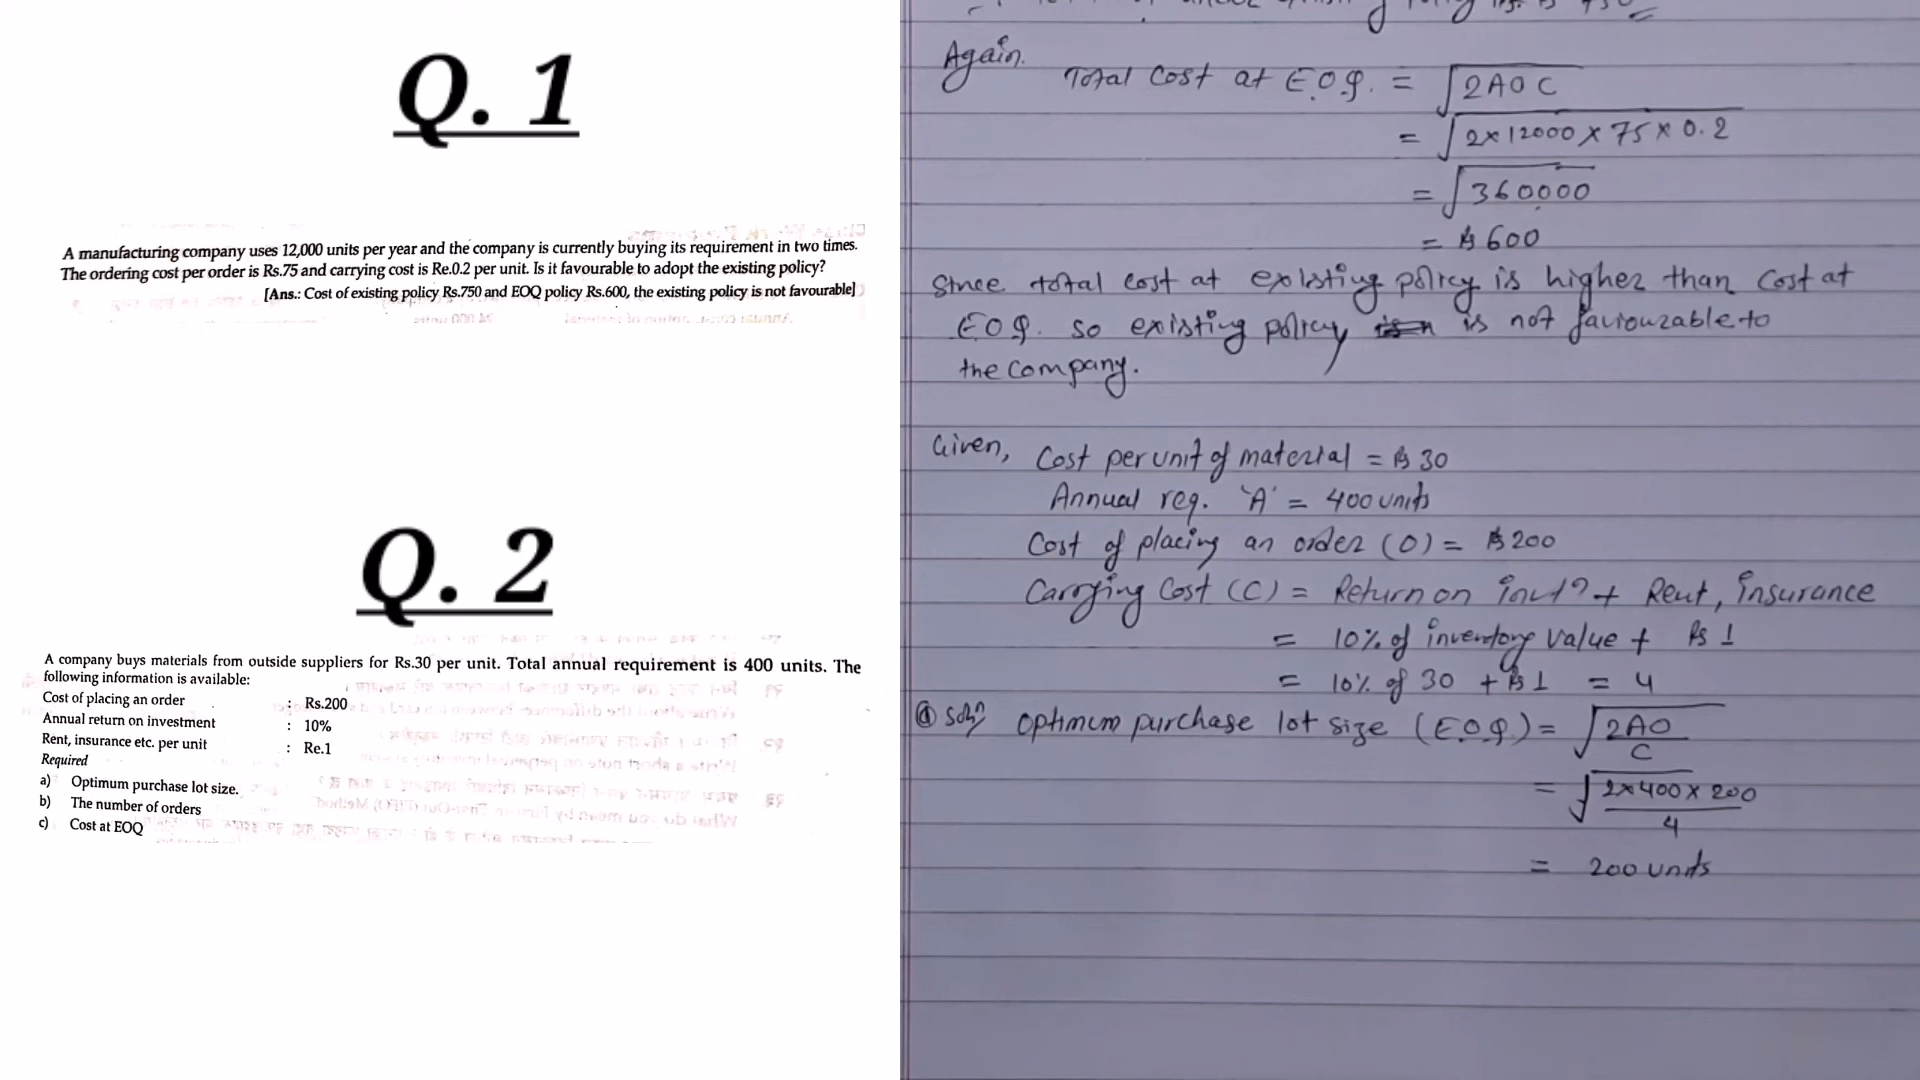 Q. 1
A manufacturing company uses 12,000 units per year and the company is currently buying its requirement in two times.
The ordering cost per order is Rs.75 and carrying cost is Re.0.2 per unit. Is it favourable to adopt the existing policy?
[Ans.: Cost of existing policy Rs.750 and EOQ policy Rs.600, the existing policy is not favourable]
Q. 2
A company buys materials from outside suppliers for Rs.30 per unit. Total annual requirement is 400 units. The
following information is available:
Cost of placing an order : Rs.200
Annual return on investment : 10%
Rent, insurance etc. per unit : Re.1
Required
a) Optimum purchase lot size.
b) The number of orders
c) Cost at EOQ
Again.
Total Cost at E.O.Q. = √2AOC
= √2×12000×75×0.2
= √360000
= Rs 600
Since total cost at existing policy is higher than cost at
E.O.Q. so existing policy is not faviourable to
the company.
Given, Cost per unit of material = Rs 30
Annual req. 'A' = 400 units
Cost of placing an order (O) = Rs 200
Carrying Cost (C) = Return on invtn + Rent, insurance
= 10% of inventory value + Rs 1
= 10% of 30 + Rs 1 = 4
@ Soln Optimum purchase lot size (E.O.Q.) = √2AO
C
= √2×400×200
4
= 200 units